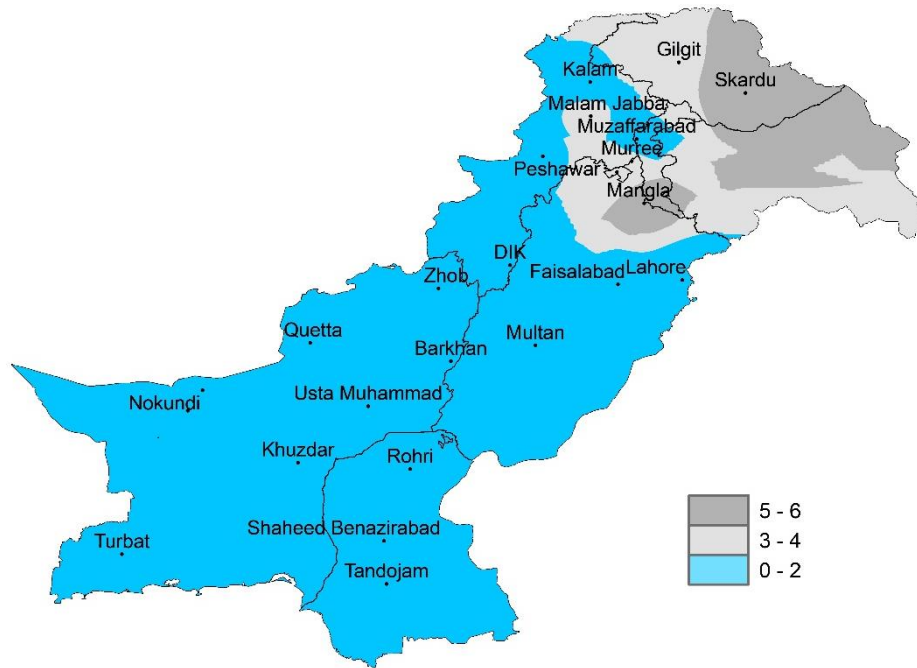 Gilgit
Kalam
Skardu
Malam Jabba
Muzaffarabad
Murree
Peshawar
Mangla
DIK
Zhob
Faisalabad
Lahore
Quetta
Multan
Barkhan
Nokundi
Usta Muhammad
Khuzdar
Rohri
Shaheed Benazirabad
Turbat
Tandojam
5 - 6
3 - 4
0 - 2